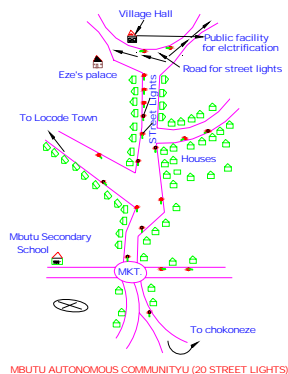 Village Hall
Public facility
for elctrification
Eze's palace
Road for street lights
STreet Lights
To Locode Town
Houses
Mbutu Secondary
School
MKT.
To chokoneze
MBUTU AUTONOMOUS COMMUNITYU (20 STREET LIGHTS)